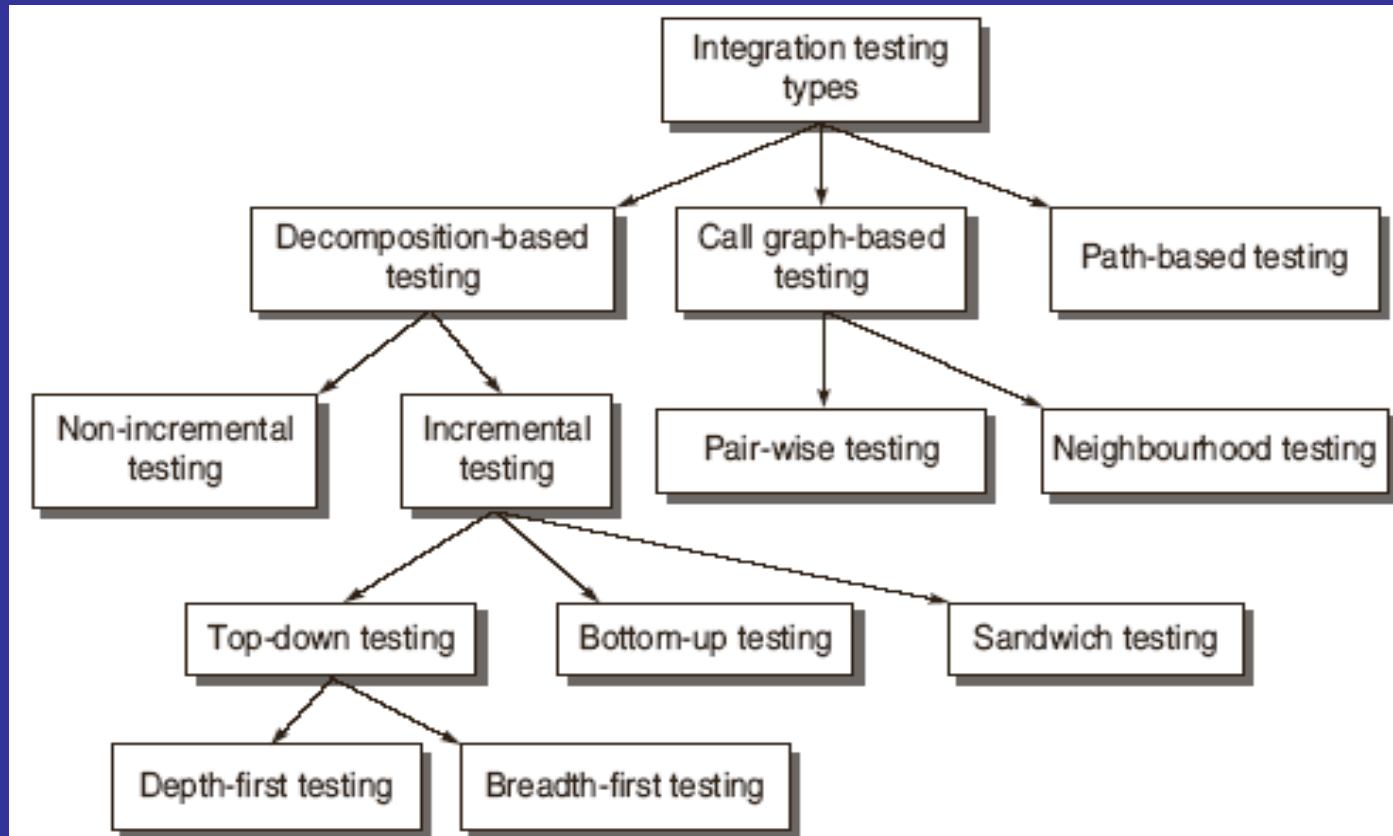 Integration testing
types
Decomposition-based
testing
Call graph-based
testing
Path-based testing
Non-incremental
testing
Incremental
testing
Pair-wise testing
Neighbourhood testing
Top-down testing
Bottom-up testing
Sandwich testing
Depth-first testing
Breadth-first testing